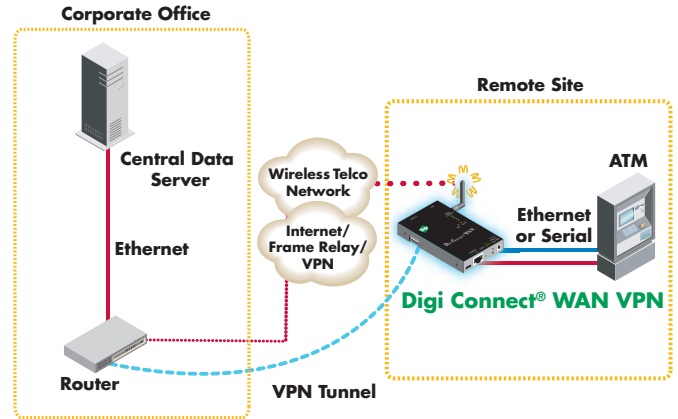 Corporate Office
Central Data
Server
Ethernet
Router
Wireless Telco
Network
Internet/
Frame Relay/
VPN
VPN Tunnel
Remote Site
ATM
Ethernet
or Serial
WAN
Digi Connect® WAN VPN